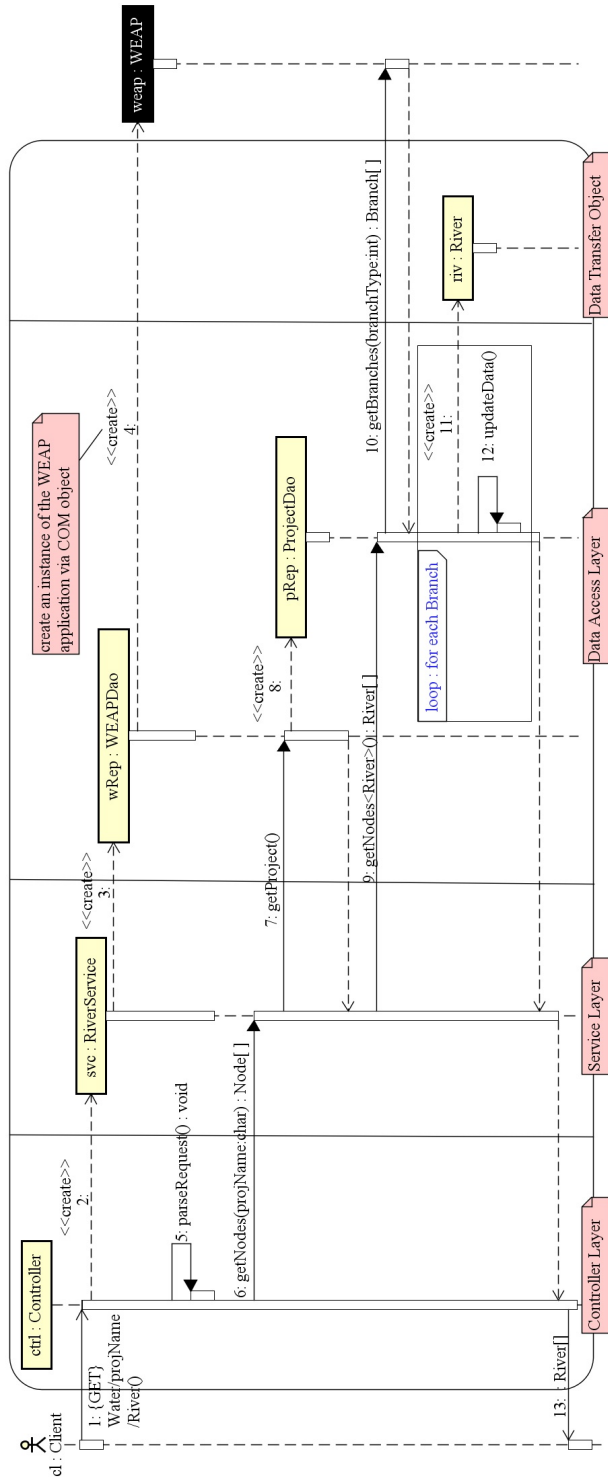 cl : Client
ctrl : Controller
svc : RiverService
wRep : WEAPDao
create an instance of the WEAP
application via COM object
weap : WEAP
1: {GET}
Water/projName
/River()
<<create>>
2:
<<create>>
3:
<<create>>
4:
5: parseRequest() : void
6: getNodes(projName:char) : Node[ ]
7: getProject()
<<create>>
8:
pRep : ProjectDao
9: getNodes<River>() : River[ ]
10: getBranches(branchType:int) : Branch[ ]
loop : for each Branch
<<create>>
11:
riv : River
12: updateData()
13: : River[]
Controller Layer
Service Layer
Data Access Layer
Data Transfer Object